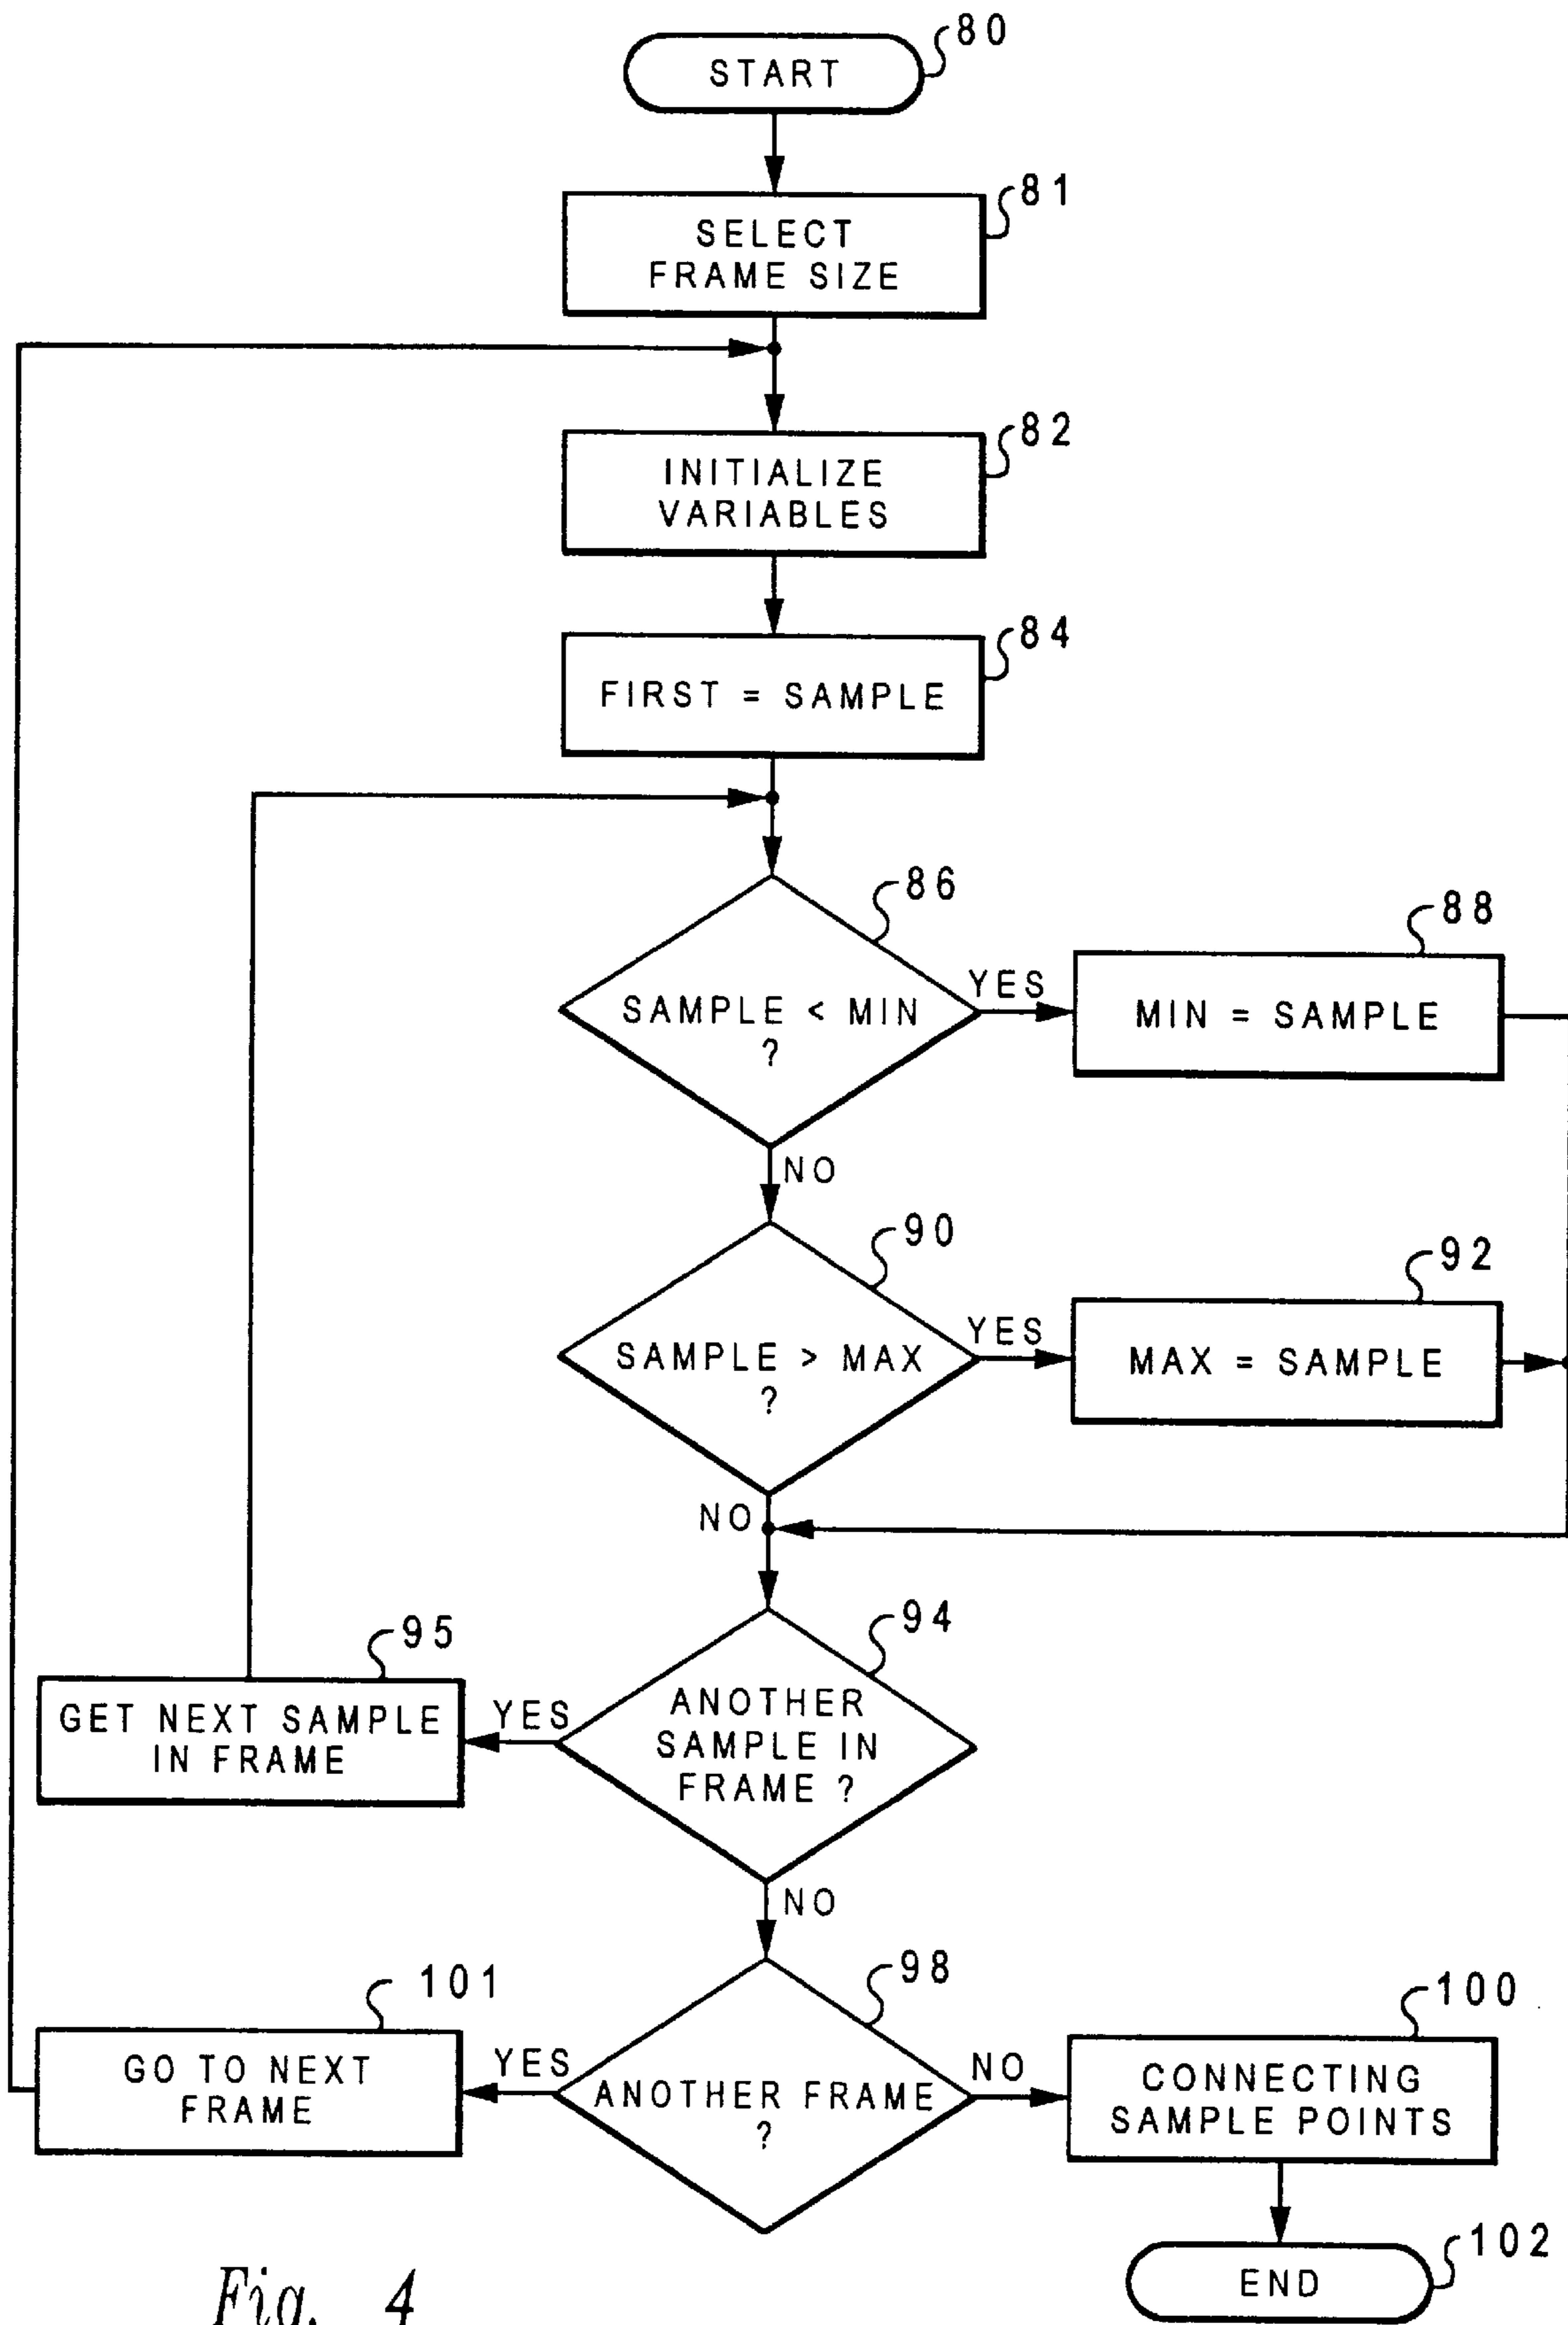 80
START
81
SELECT
FRAME SIZE
82
INITIALIZE
VARIABLES
84
FIRST = SAMPLE
86
SAMPLE < MIN
?
YES
88
MIN = SAMPLE
NO
90
SAMPLE > MAX
?
YES
92
MAX = SAMPLE
NO
94
ANOTHER
SAMPLE IN
FRAME ?
YES
95
GET NEXT SAMPLE
IN FRAME
NO
98
ANOTHER FRAME
?
YES
101
GO TO NEXT
FRAME
NO
100
CONNECTING
SAMPLE POINTS
102
END
Fig. 4